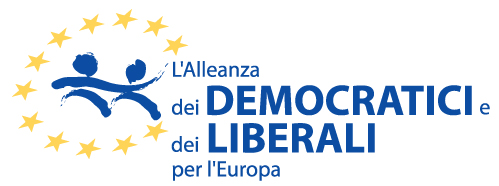 L'Alleanza
dei DEMOCRATICI e
dei LIBERALI
per l'Europa